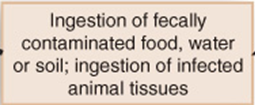 Ingestion of fecally
contaminated food, water
or soil; ingestion of infected
animal tissues